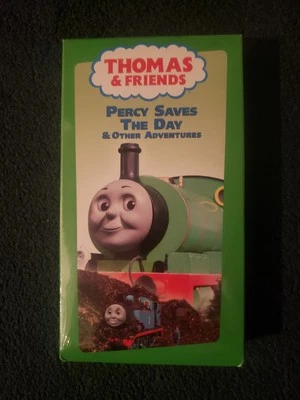 THOMAS
& FRIENDS
PERCY SAVES
THE DAY
& OTHER ADVENTURES